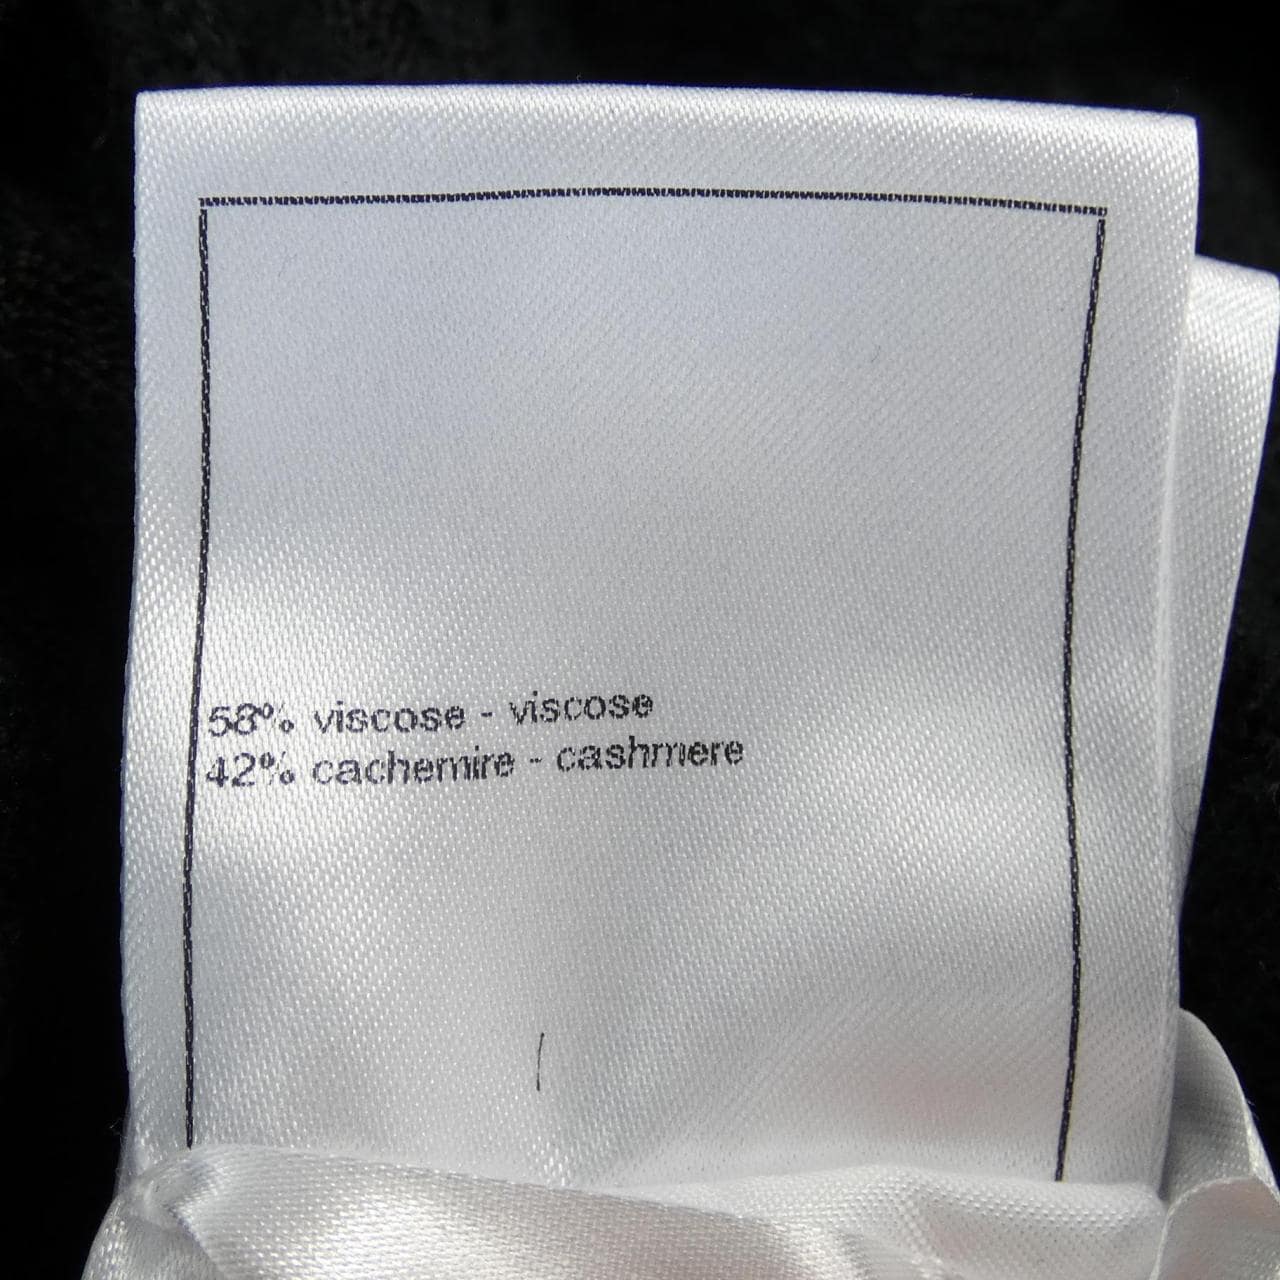 58% viscose - viscose
42% cachemire - cashmere